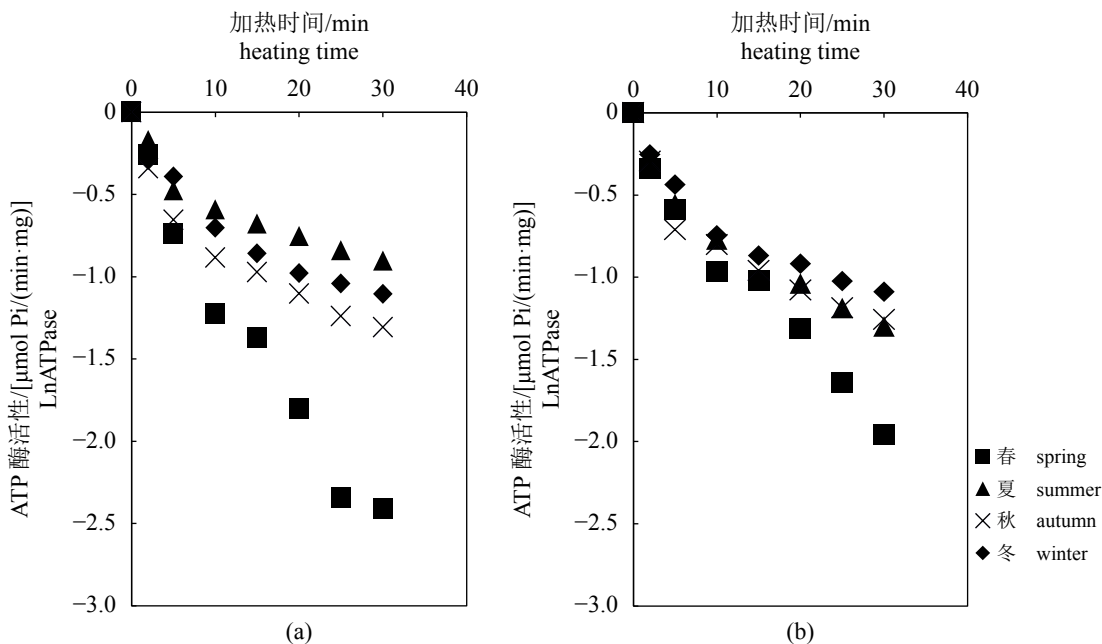 加热时间/min
heating time
0 10 20 30 40
0
−0.5
−1.0
−1.5
−2.0
−2.5
−3.0
ATP 酶活性/[μmol Pi/(min·mg)]
LnATPase
(a)
加热时间/min
heating time
0 10 20 30 40
0
−0.5
−1.0
−1.5
−2.0
−2.5
−3.0
ATP 酶活性/[μmol Pi/(min·mg)]
LnATPase
(b)
春 spring
夏 summer
秋 autumn
冬 winter